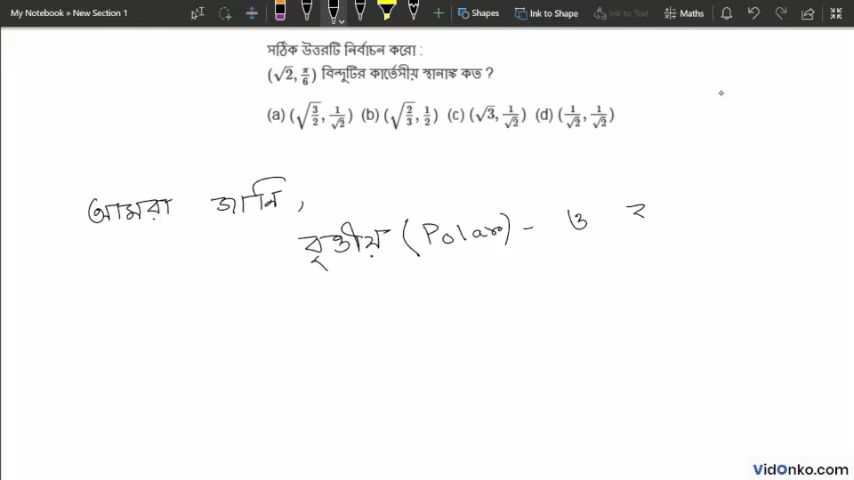 My Notebook » New Section 1
Shapes
Ink to Shape
Ink to Text
Maths
সঠিক উত্তরটি নির্বাচন করো :
(√2, π/6) বিন্দুটির কার্তেসীয় স্থানাঙ্ক কত ?
(a) (√(3/2), 1/√2) (b) (√(2/3), 1/2) (c) (√3, 1/√2) (d) (1/√2, 1/√2)
আমরা জানি,
বৃত্তীয় (Polar) - ও
VidOnko.com